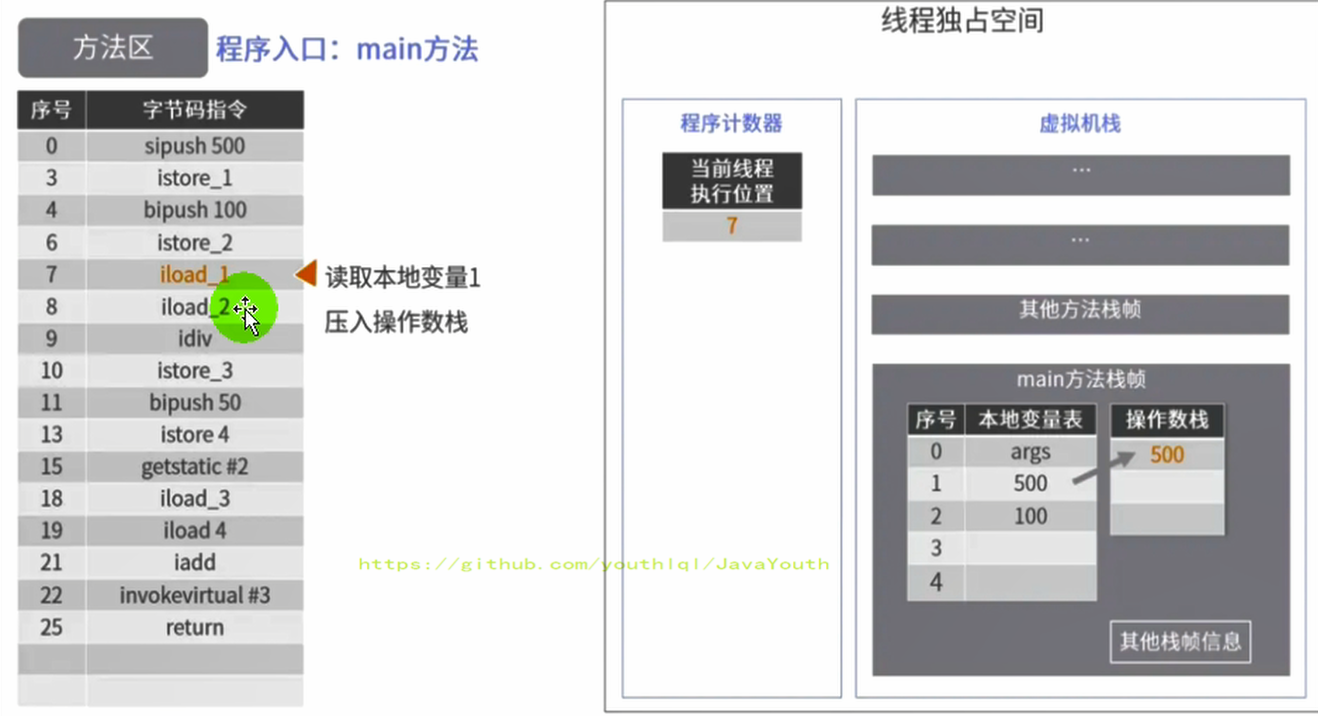 方法区
程序入口：main方法
序号 字节码指令
0 sipush 500
3 istore_1
4 bipush 100
6 istore_2
7 iload_1
8 iload_2
9 idiv
10 istore_3
11 bipush 50
13 istore 4
15 getstatic #2
18 iload_3
19 iload 4
21 iadd
22 invokevirtual #3
25 return
读取本地变量1
压入操作数栈
https://github.com/youthlql/JavaYouth
线程独占空间
程序计数器
当前线程
执行位置
7
虚拟机栈
...
...
其他方法栈帧
main方法栈帧
序号 本地变量表
0 args
1 500
2 100
3
4
操作数栈
500
其他栈帧信息